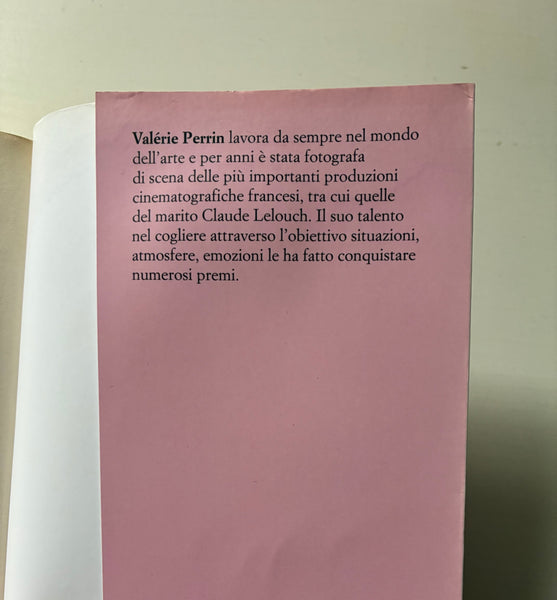 Valérie Perrin lavora da sempre nel mondo
dell'arte e per anni è stata fotografa
di scena delle più importanti produzioni
cinematografiche francesi, tra cui quelle
del marito Claude Lelouch. Il suo talento
nel cogliere attraverso l'obiettivo situazioni,
atmosfere, emozioni le ha fatto conquistare
numerosi premi.